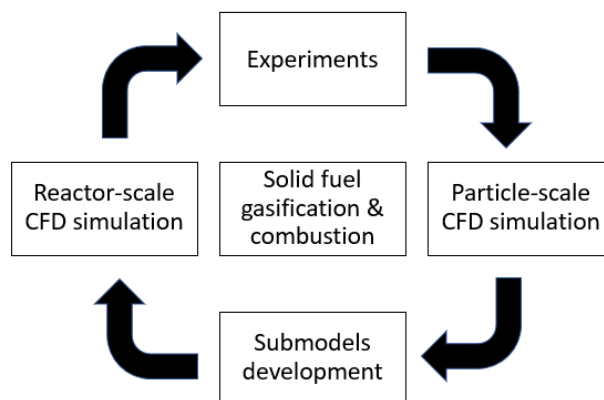 Experiments
Reactor-scale
CFD simulation
Solid fuel
gasification &
combustion
Particle-scale
CFD simulation
Submodels
development